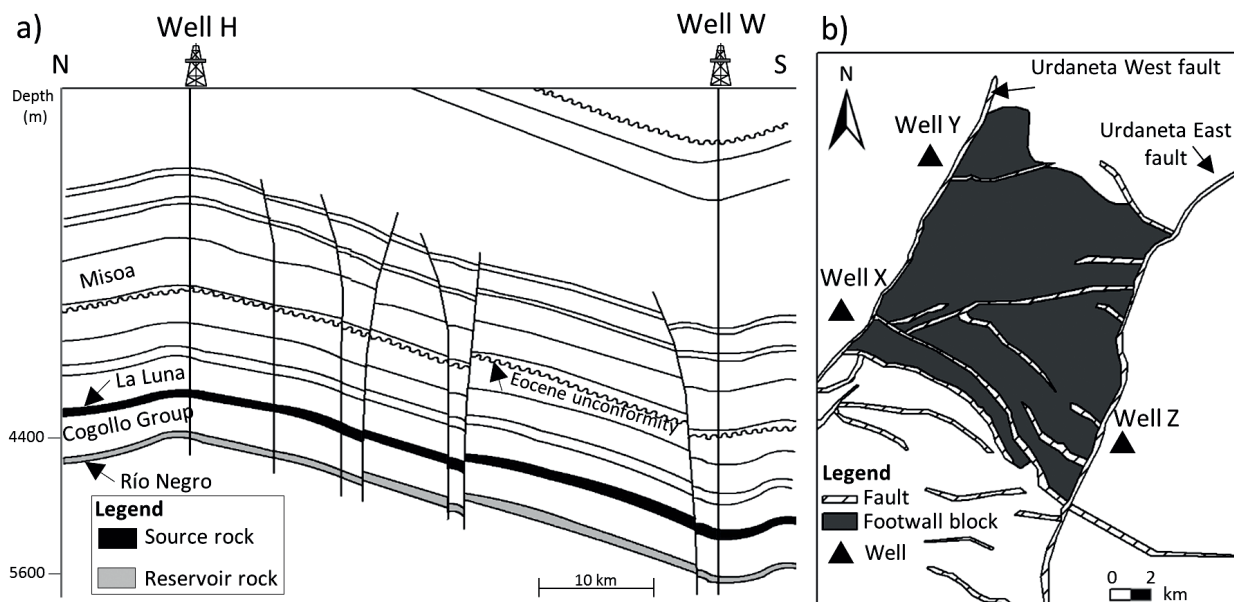 a)
Well H
Well W
N
S
Depth
(m)
Misoa
La Luna
Eocene unconformity
Cogollo Group
4400
Río Negro
Legend
Source rock
Reservoir rock
5600
10 km
b)
Urdaneta West fault
N
Well Y
Urdaneta East
fault
Well X
Well Z
Legend
Fault
Footwall block
Well
0 2
km